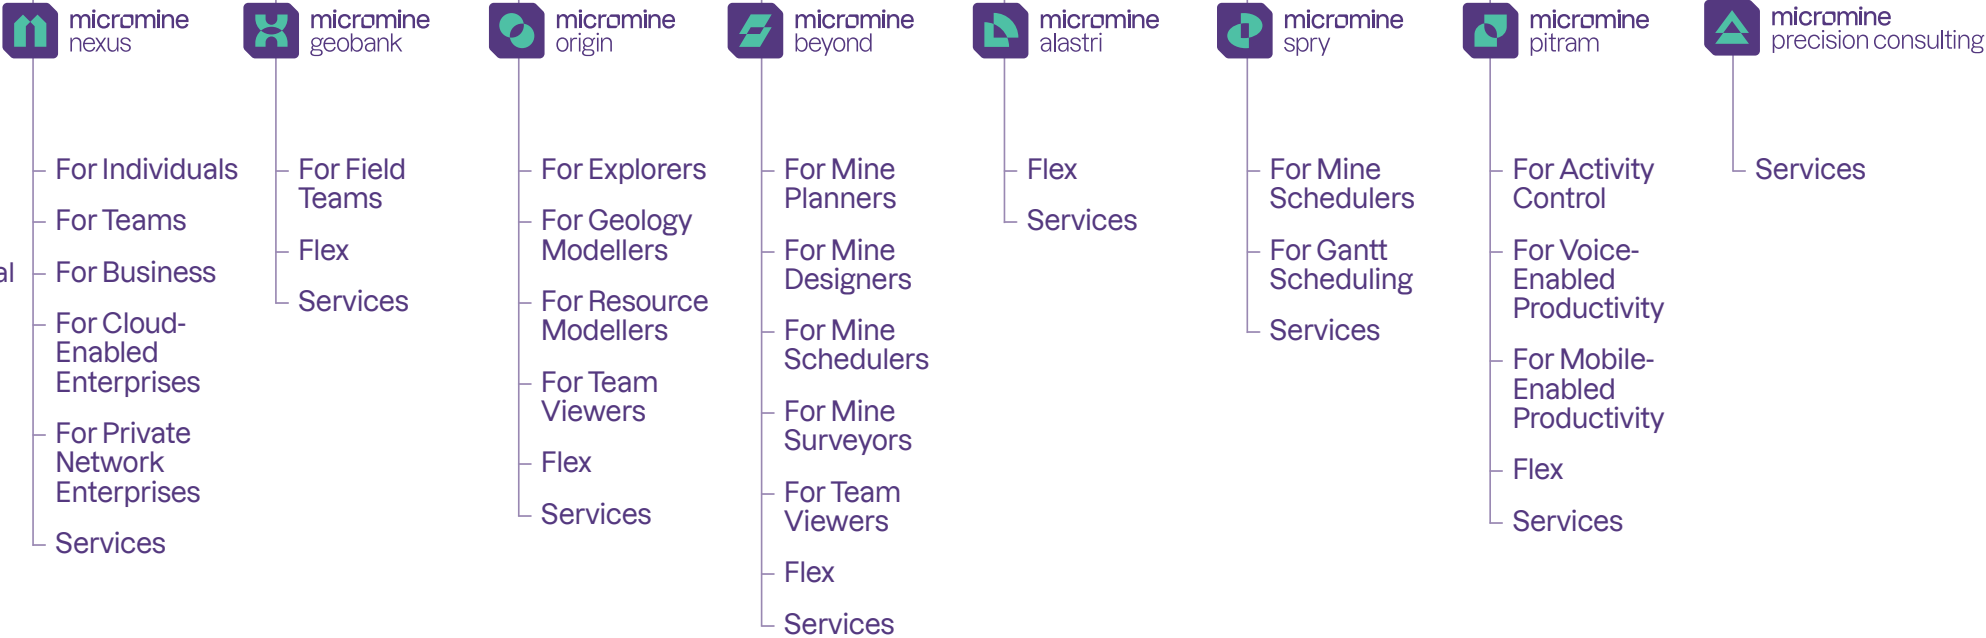 micromine
nexus
For Individuals
For Teams
al
For Business
For Cloud-
Enabled
Enterprises
For Private
Network
Enterprises
Services
micromine
geobank
For Field
Teams
Flex
Services
micromine
origin
For Explorers
For Geology
Modellers
For Resource
Modellers
For Team
Viewers
Flex
Services
micromine
beyond
For Mine
Planners
For Mine
Designers
For Mine
Schedulers
For Mine
Surveyors
For Team
Viewers
Flex
Services
micromine
alastri
Flex
Services
micromine
spry
For Mine
Schedulers
For Gantt
Scheduling
Services
micromine
pitram
For Activity
Control
For Voice-
Enabled
Productivity
For Mobile-
Enabled
Productivity
Flex
Services
micromine
precision consulting
Services